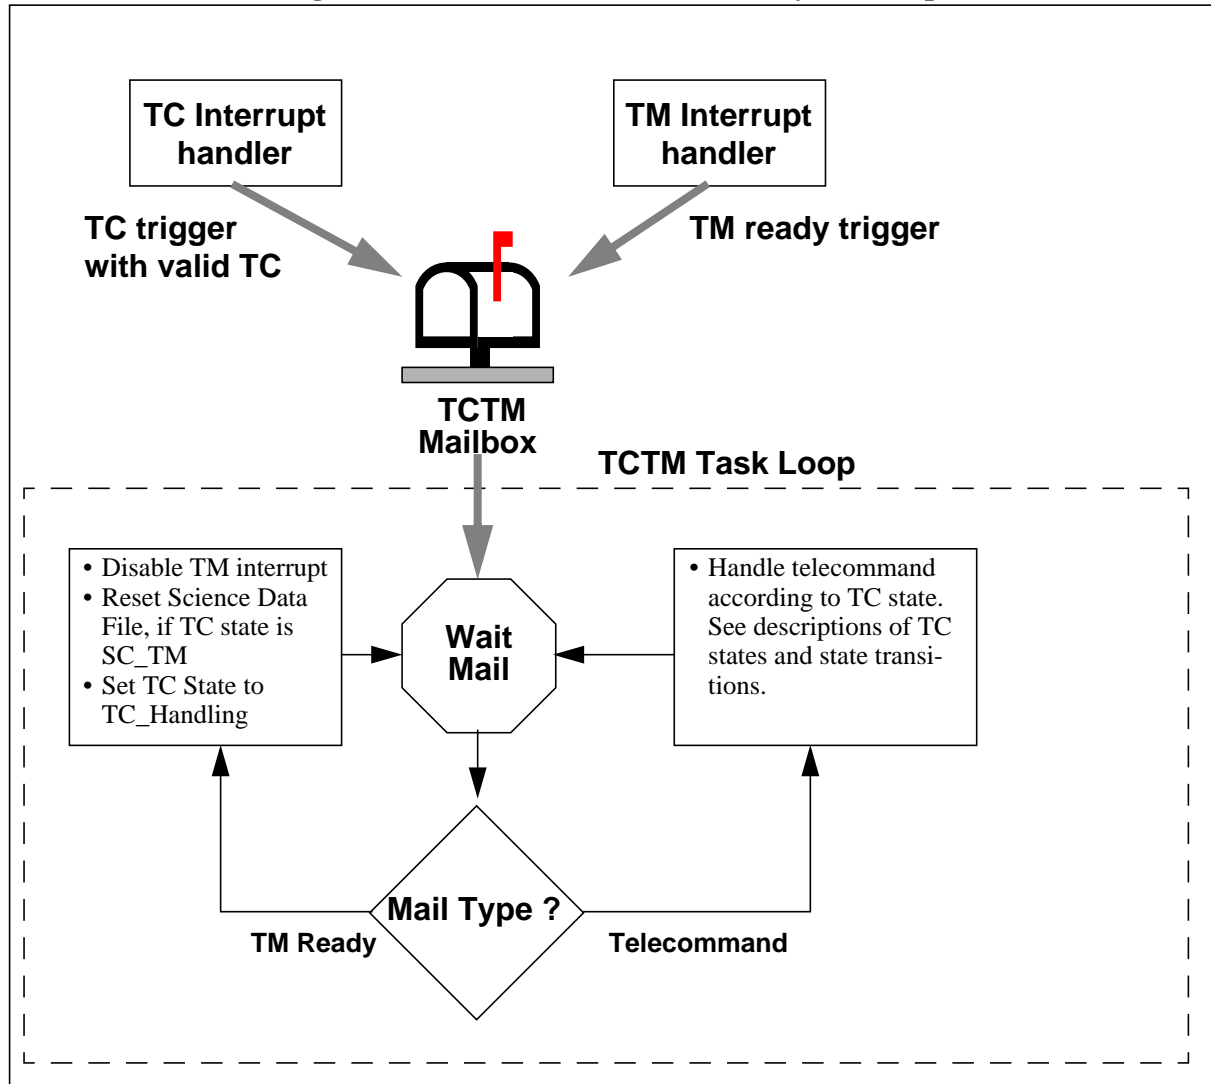 TC Interrupt
handler
TM Interrupt
handler
TC trigger
with valid TC
TM ready trigger
TCTM
Mailbox
TCTM Task Loop
• Disable TM interrupt
• Reset Science Data
File, if TC state is
SC_TM
• Set TC State to
TC_Handling
Wait
Mail
• Handle telecommand
according to TC state.
See descriptions of TC
states and state transi-
tions.
Mail Type ?
TM Ready
Telecommand